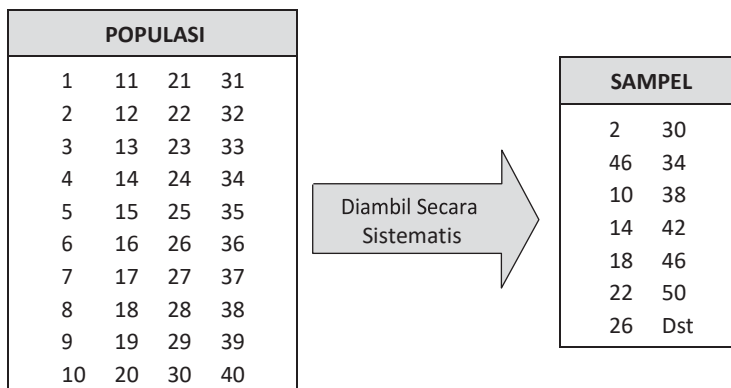 POPULASI
1 11 21 31
2 12 22 32
3 13 23 33
4 14 24 34
5 15 25 35
6 16 26 36
7 17 27 37
8 18 28 38
9 19 29 39
10 20 30 40
Diambil Secara
Sistematis
SAMPEL
2 30
46 34
10 38
14 42
18 46
22 50
26 Dst